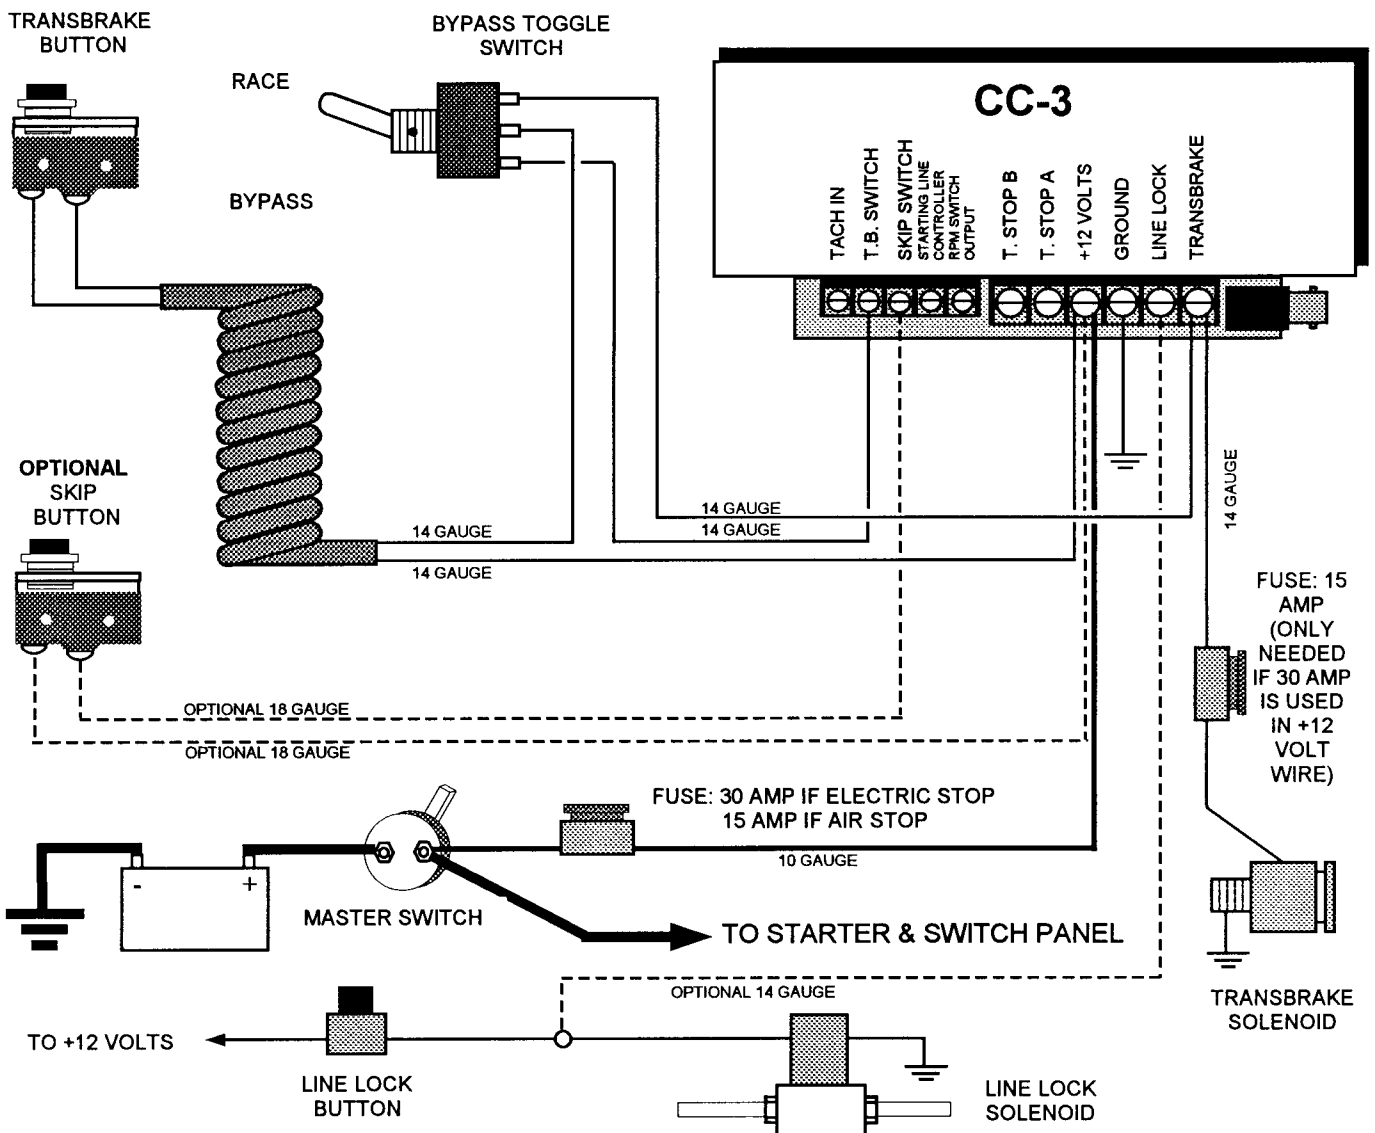 TRANSBRAKE
BUTTON
BYPASS TOGGLE
SWITCH
RACE
BYPASS
CC-3
TACH IN
T.B. SWITCH
SKIP SWITCH
STARTING LINE
CONTROLLER
RPM SWITCH
OUTPUT
T. STOP B
T. STOP A
+12 VOLTS
GROUND
LINE LOCK
TRANSBRAKE
OPTIONAL
SKIP
BUTTON
14 GAUGE
14 GAUGE
14 GAUGE
14 GAUGE
14 GAUGE
FUSE: 15
AMP
(ONLY
NEEDED
IF 30 AMP
IS USED
IN +12
VOLT
WIRE)
OPTIONAL 18 GAUGE
OPTIONAL 18 GAUGE
FUSE: 30 AMP IF ELECTRIC STOP
15 AMP IF AIR STOP
10 GAUGE
- +
MASTER SWITCH
TO STARTER & SWITCH PANEL
OPTIONAL 14 GAUGE
TRANSBRAKE
SOLENOID
TO +12 VOLTS
LINE LOCK
BUTTON
LINE LOCK
SOLENOID